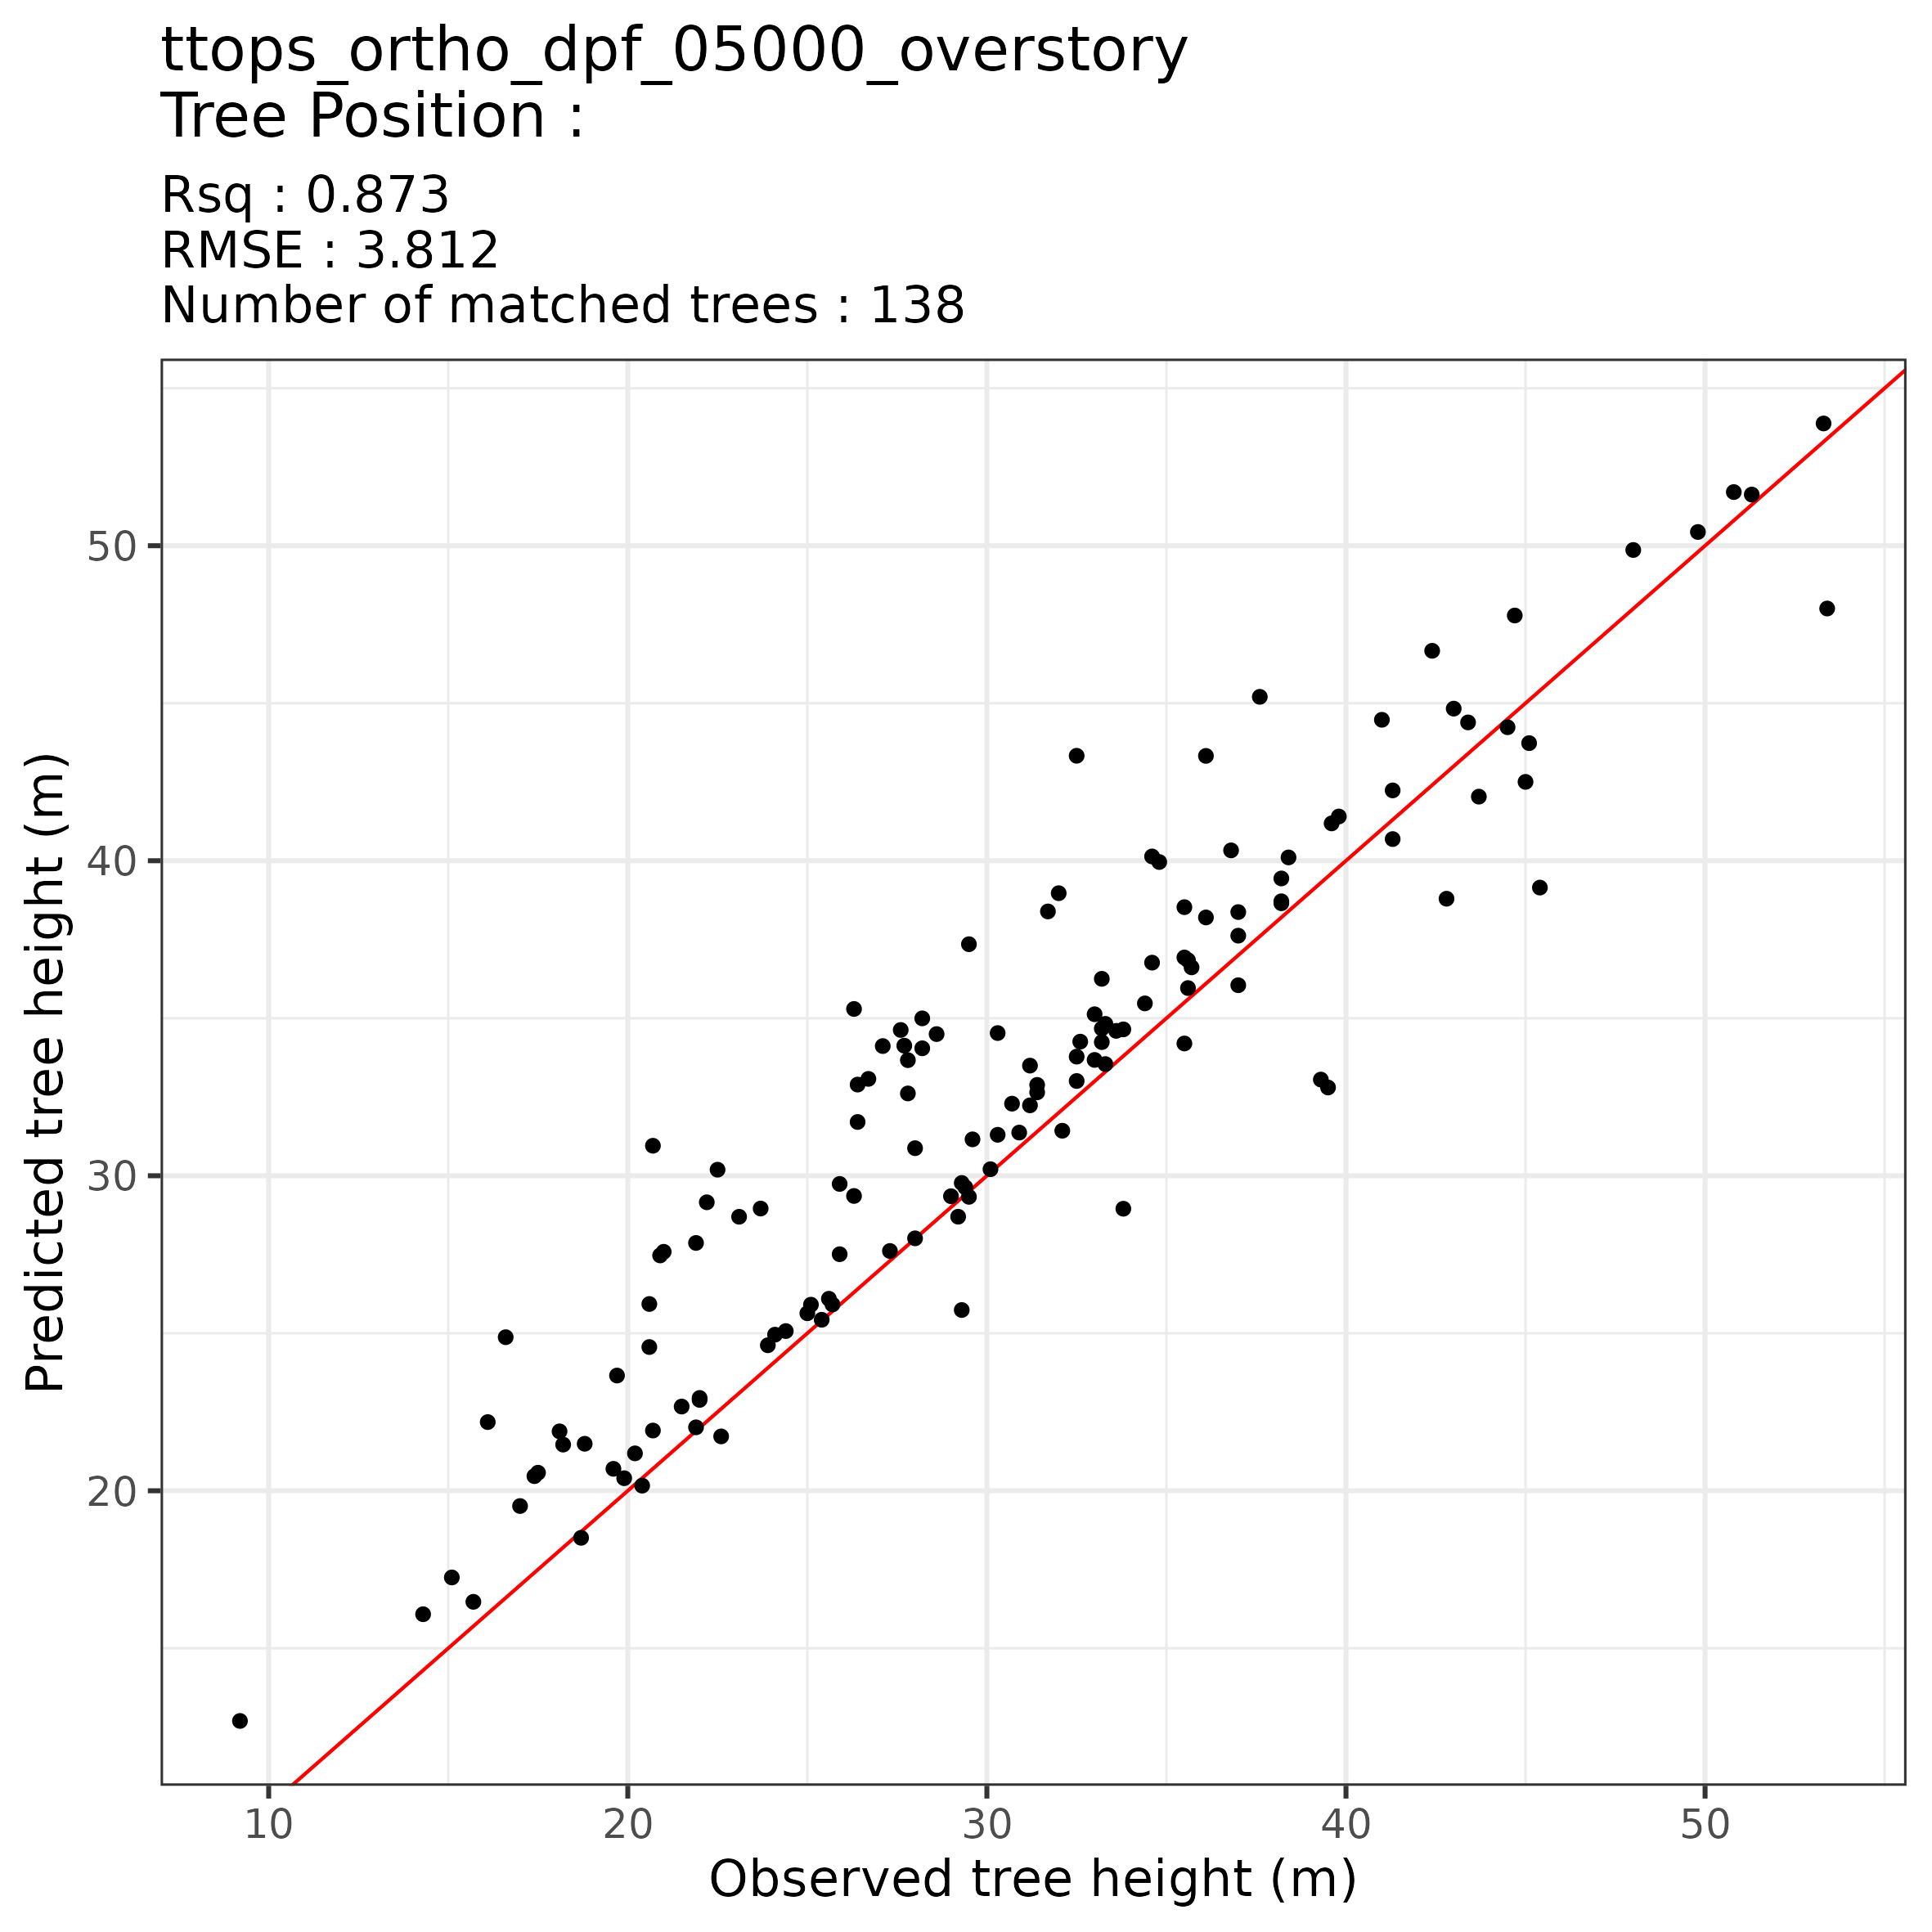 ttops_ortho_dpf_05000_overstory
Tree Position :
Rsq : 0.873
RMSE : 3.812
Number of matched trees : 138
50
40
30
20
Predicted tree height (m)
10 20 30 40 50
Observed tree height (m)